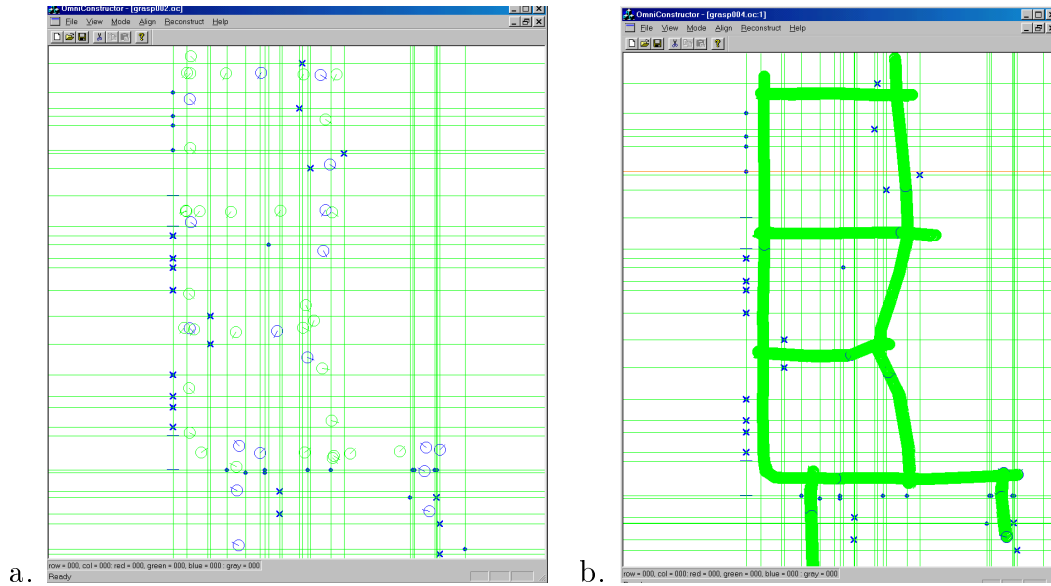 OmniConstructor - [grasp002.oc]
File View Mode Align Reconstruct Help
row = 000, col = 000: red = 000, green = 000, blue = 000 : gray = 000
Ready
a.
OmniConstructor - [grasp004.oc:1]
File View Mode Align Reconstruct Help
row = 000, col = 000: red = 000, green = 000, blue = 000 : gray = 000
b.